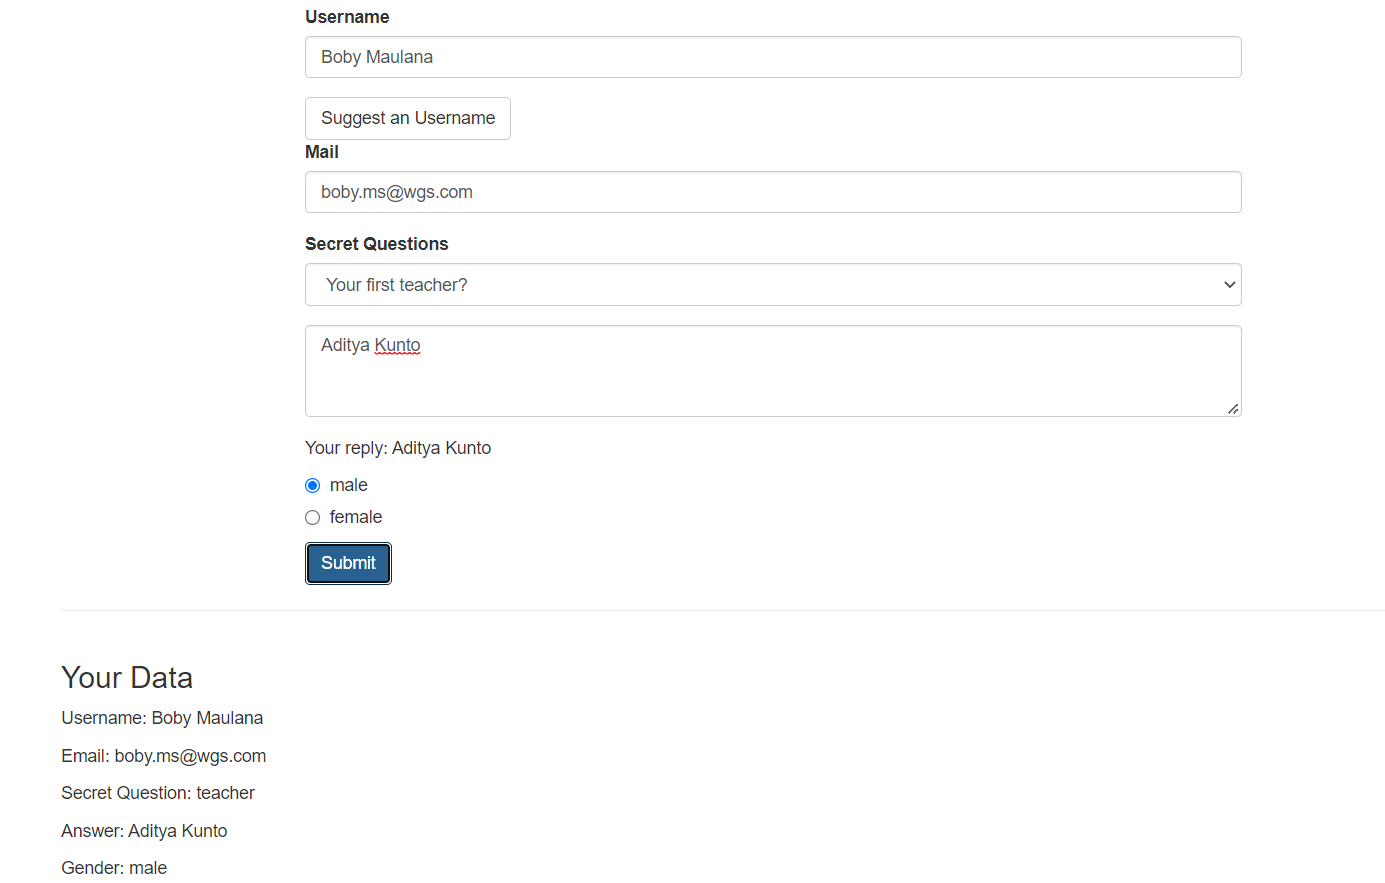 Username
Boby Maulana
Suggest an Username
Mail
boby.ms@wgs.com
Secret Questions
Your first teacher?
Aditya Kunto
Your reply: Aditya Kunto
male
female
Submit
Your Data
Username: Boby Maulana
Email: boby.ms@wgs.com
Secret Question: teacher
Answer: Aditya Kunto
Gender: male